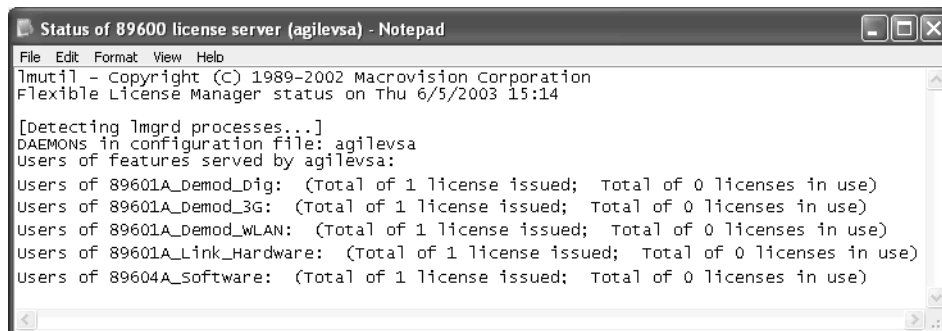 Status of 89600 license server (agilevsa) - Notepad
File Edit Format View Help
lmutil - Copyright (C) 1989-2002 Macrovision Corporation
Flexible License Manager status on Thu 6/5/2003 15:14
[Detecting lmgrd processes...]
DAEMONs in configuration file: agilevsa
Users of features served by agilevsa:
Users of 89601A_Demod_Dig: (Total of 1 license issued; Total of 0 licenses in use)
Users of 89601A_Demod_3G: (Total of 1 license issued; Total of 0 licenses in use)
Users of 89601A_Demod_WLAN: (Total of 1 license issued; Total of 0 licenses in use)
Users of 89601A_Link_Hardware: (Total of 1 license issued; Total of 0 licenses in use)
Users of 89604A_Software: (Total of 1 license issued; Total of 0 licenses in use)